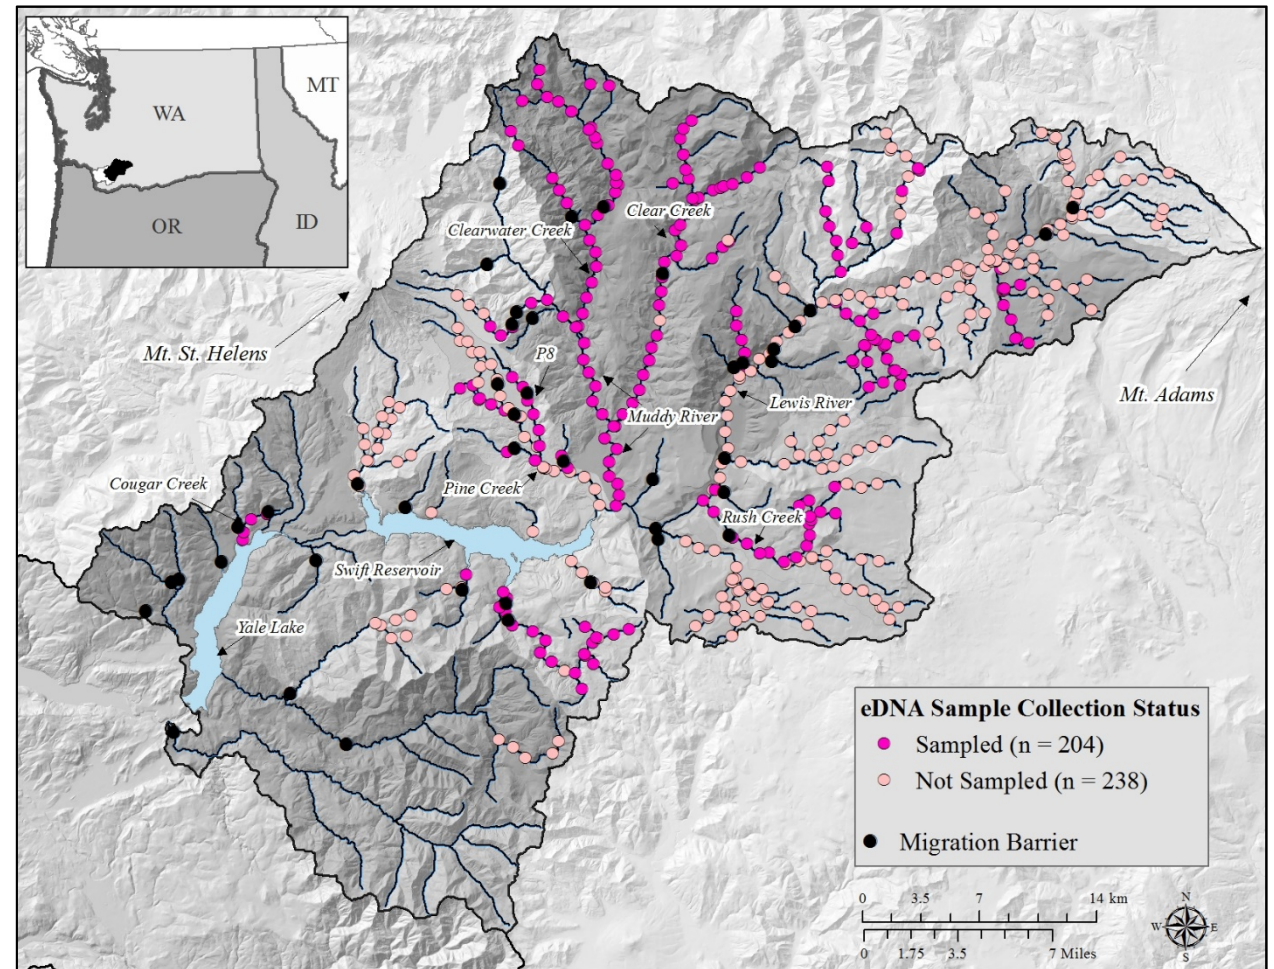 WA
MT
OR
ID
Clear Creek
Clearwater Creek
Mt. St. Helens
P8
Mt. Adams
Lewis River
Muddy River
Cougar Creek
Pine Creek
Rush Creek
Swift Reservoir
Yale Lake
eDNA Sample Collection Status
Sampled (n = 204)
Not Sampled (n = 238)
Migration Barrier
0 3.5 7 14 km
0 1.75 3.5 7 Miles
N
W E
S